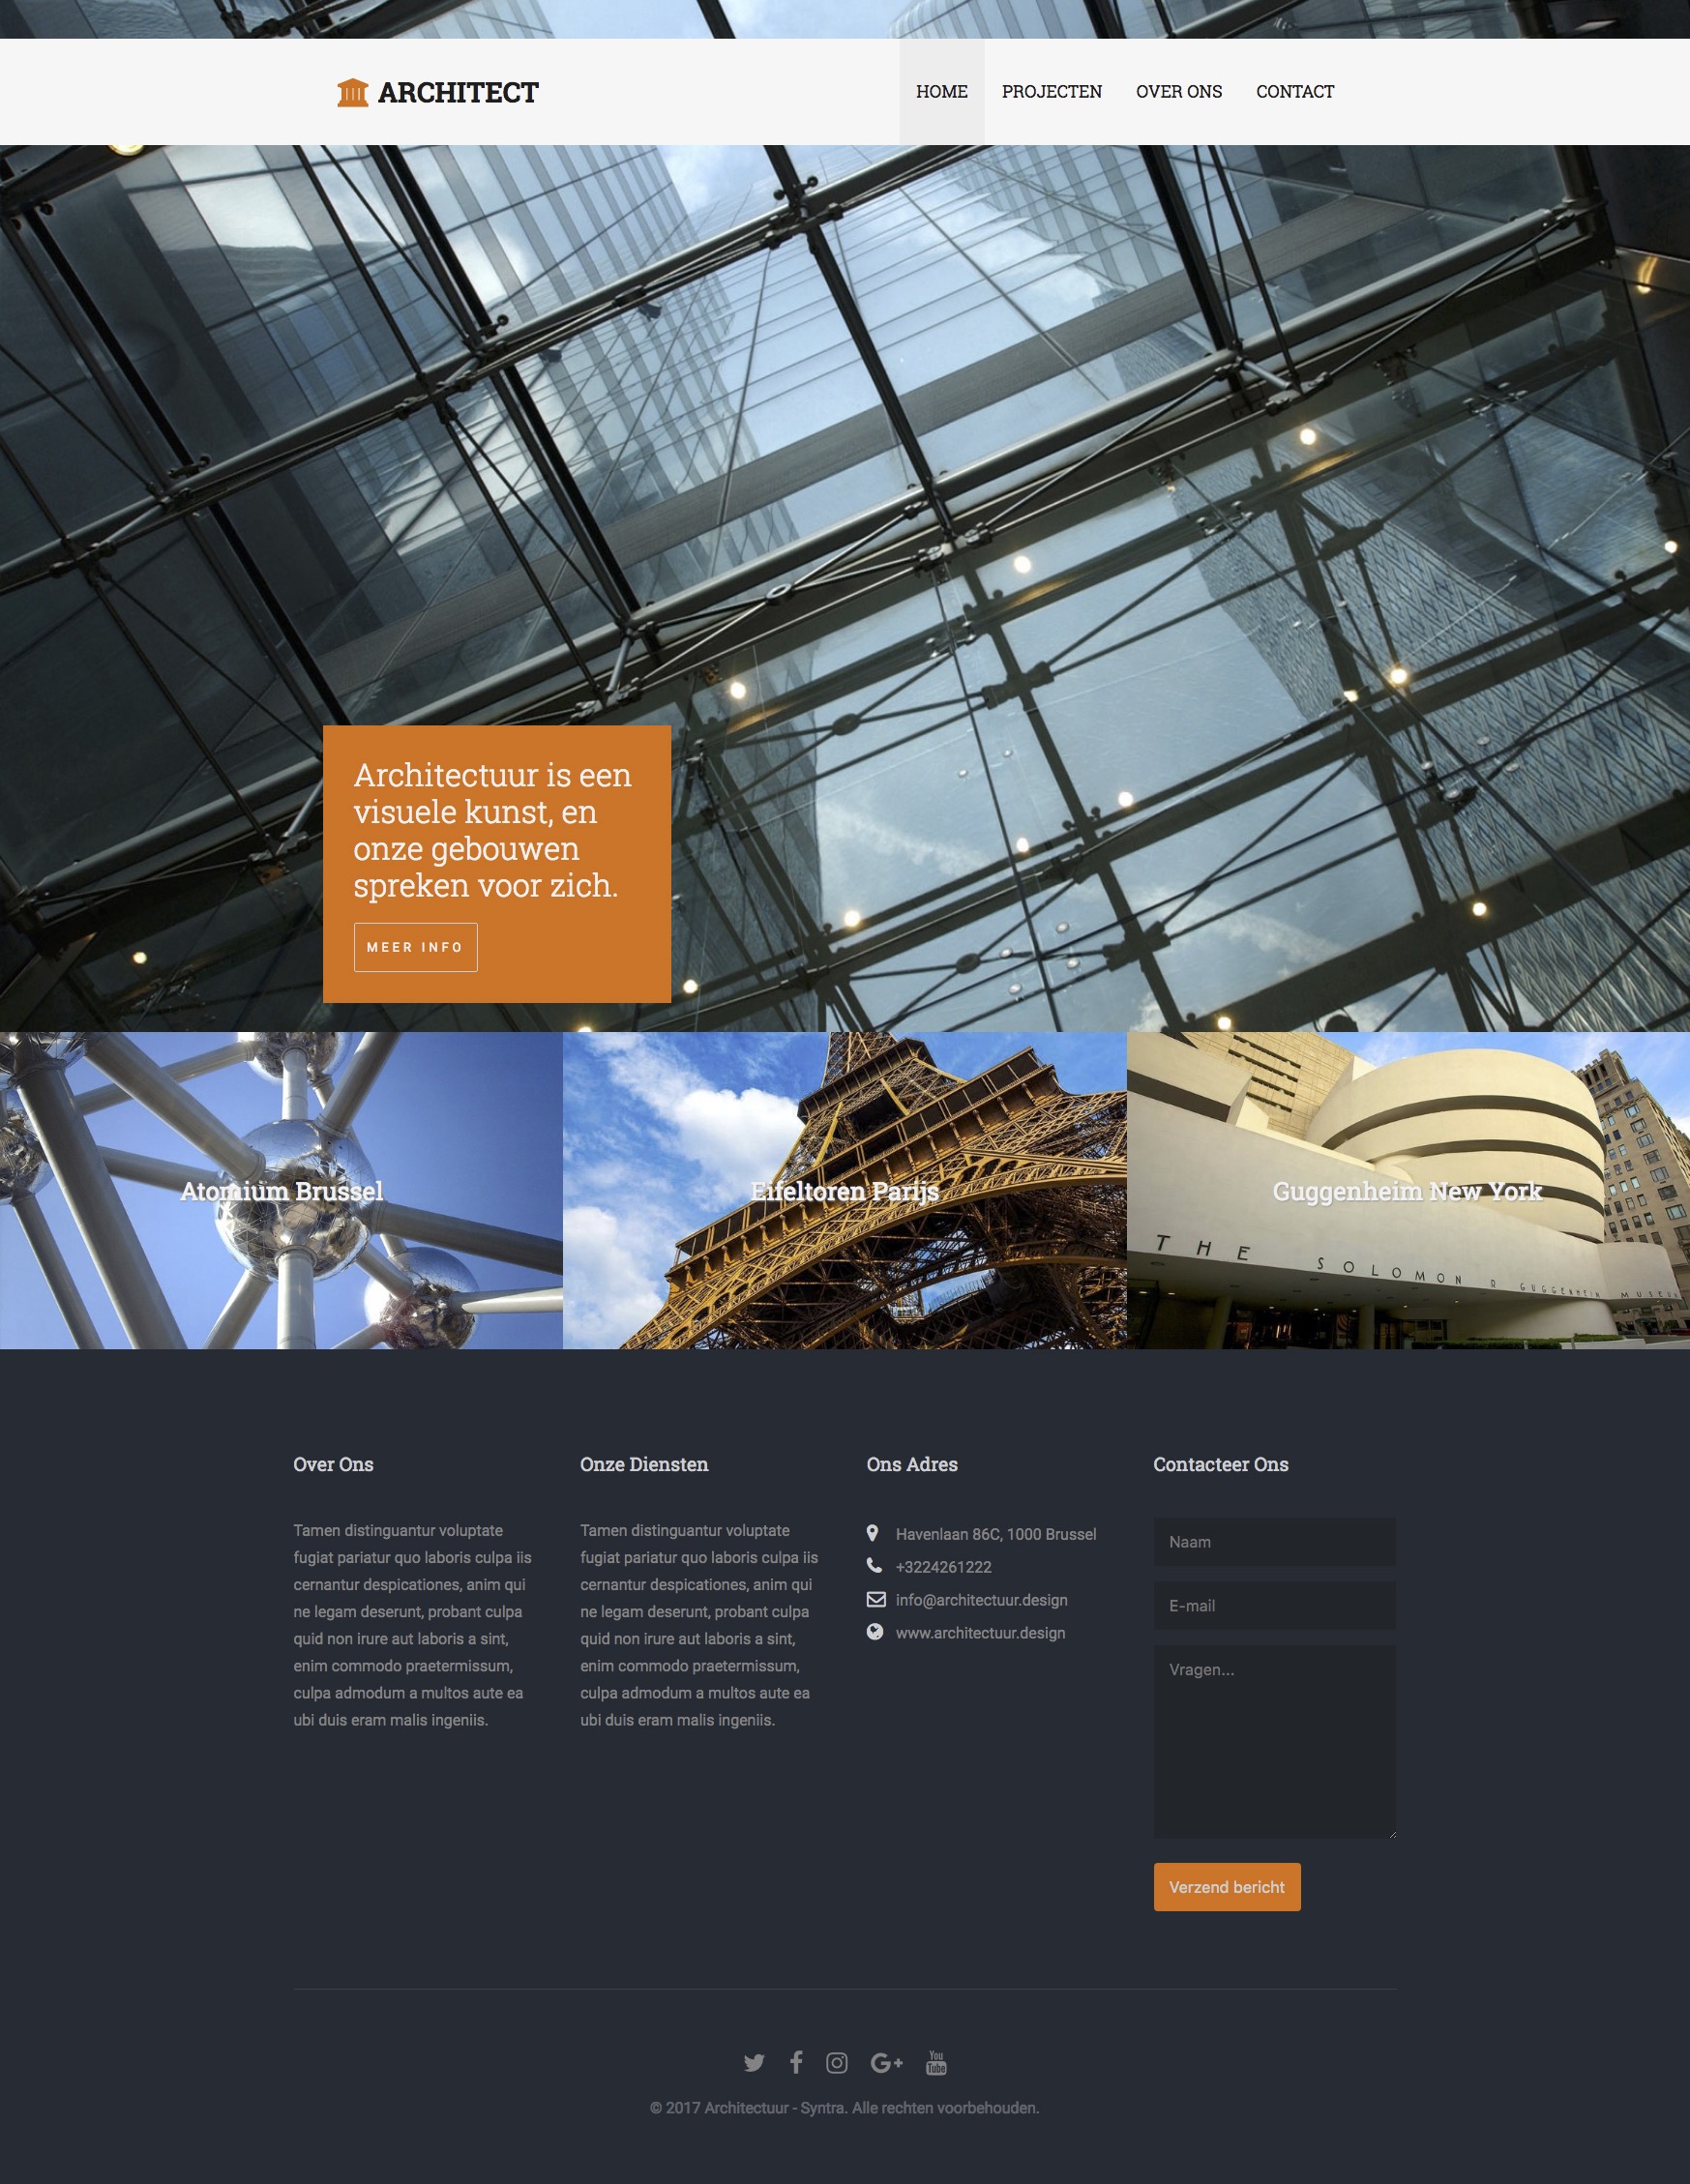 ARCHITECT
HOME PROJECTEN OVER ONS CONTACT
Architectuur is een
visuele kunst, en
onze gebouwen
spreken voor zich.
MEER INFO
Atomium Brussel
Eifeltoren Parijs
Guggenheim New York
THE SOLOMON R GUGGENHEIM MUSEUM
Over Ons
Tamen distinguantur voluptate
fugiat pariatur quo laboris culpa iis
cernantur despicationes, anim qui
ne legam deserunt, probant culpa
quid non irure aut laboris a sint,
enim commodo praetermissum,
culpa admodum a multos aute ea
ubi duis eram malis ingeniis.
Onze Diensten
Tamen distinguantur voluptate
fugiat pariatur quo laboris culpa iis
cernantur despicationes, anim qui
ne legam deserunt, probant culpa
quid non irure aut laboris a sint,
enim commodo praetermissum,
culpa admodum a multos aute ea
ubi duis eram malis ingeniis.
Ons Adres
Havenlaan 86C, 1000 Brussel
+3224261222
info@architectuur.design
www.architectuur.design
Contacteer Ons
Naam
E-mail
Vragen...
Verzend bericht
You
Tube
© 2017 Architectuur - Syntra. Alle rechten voorbehouden.